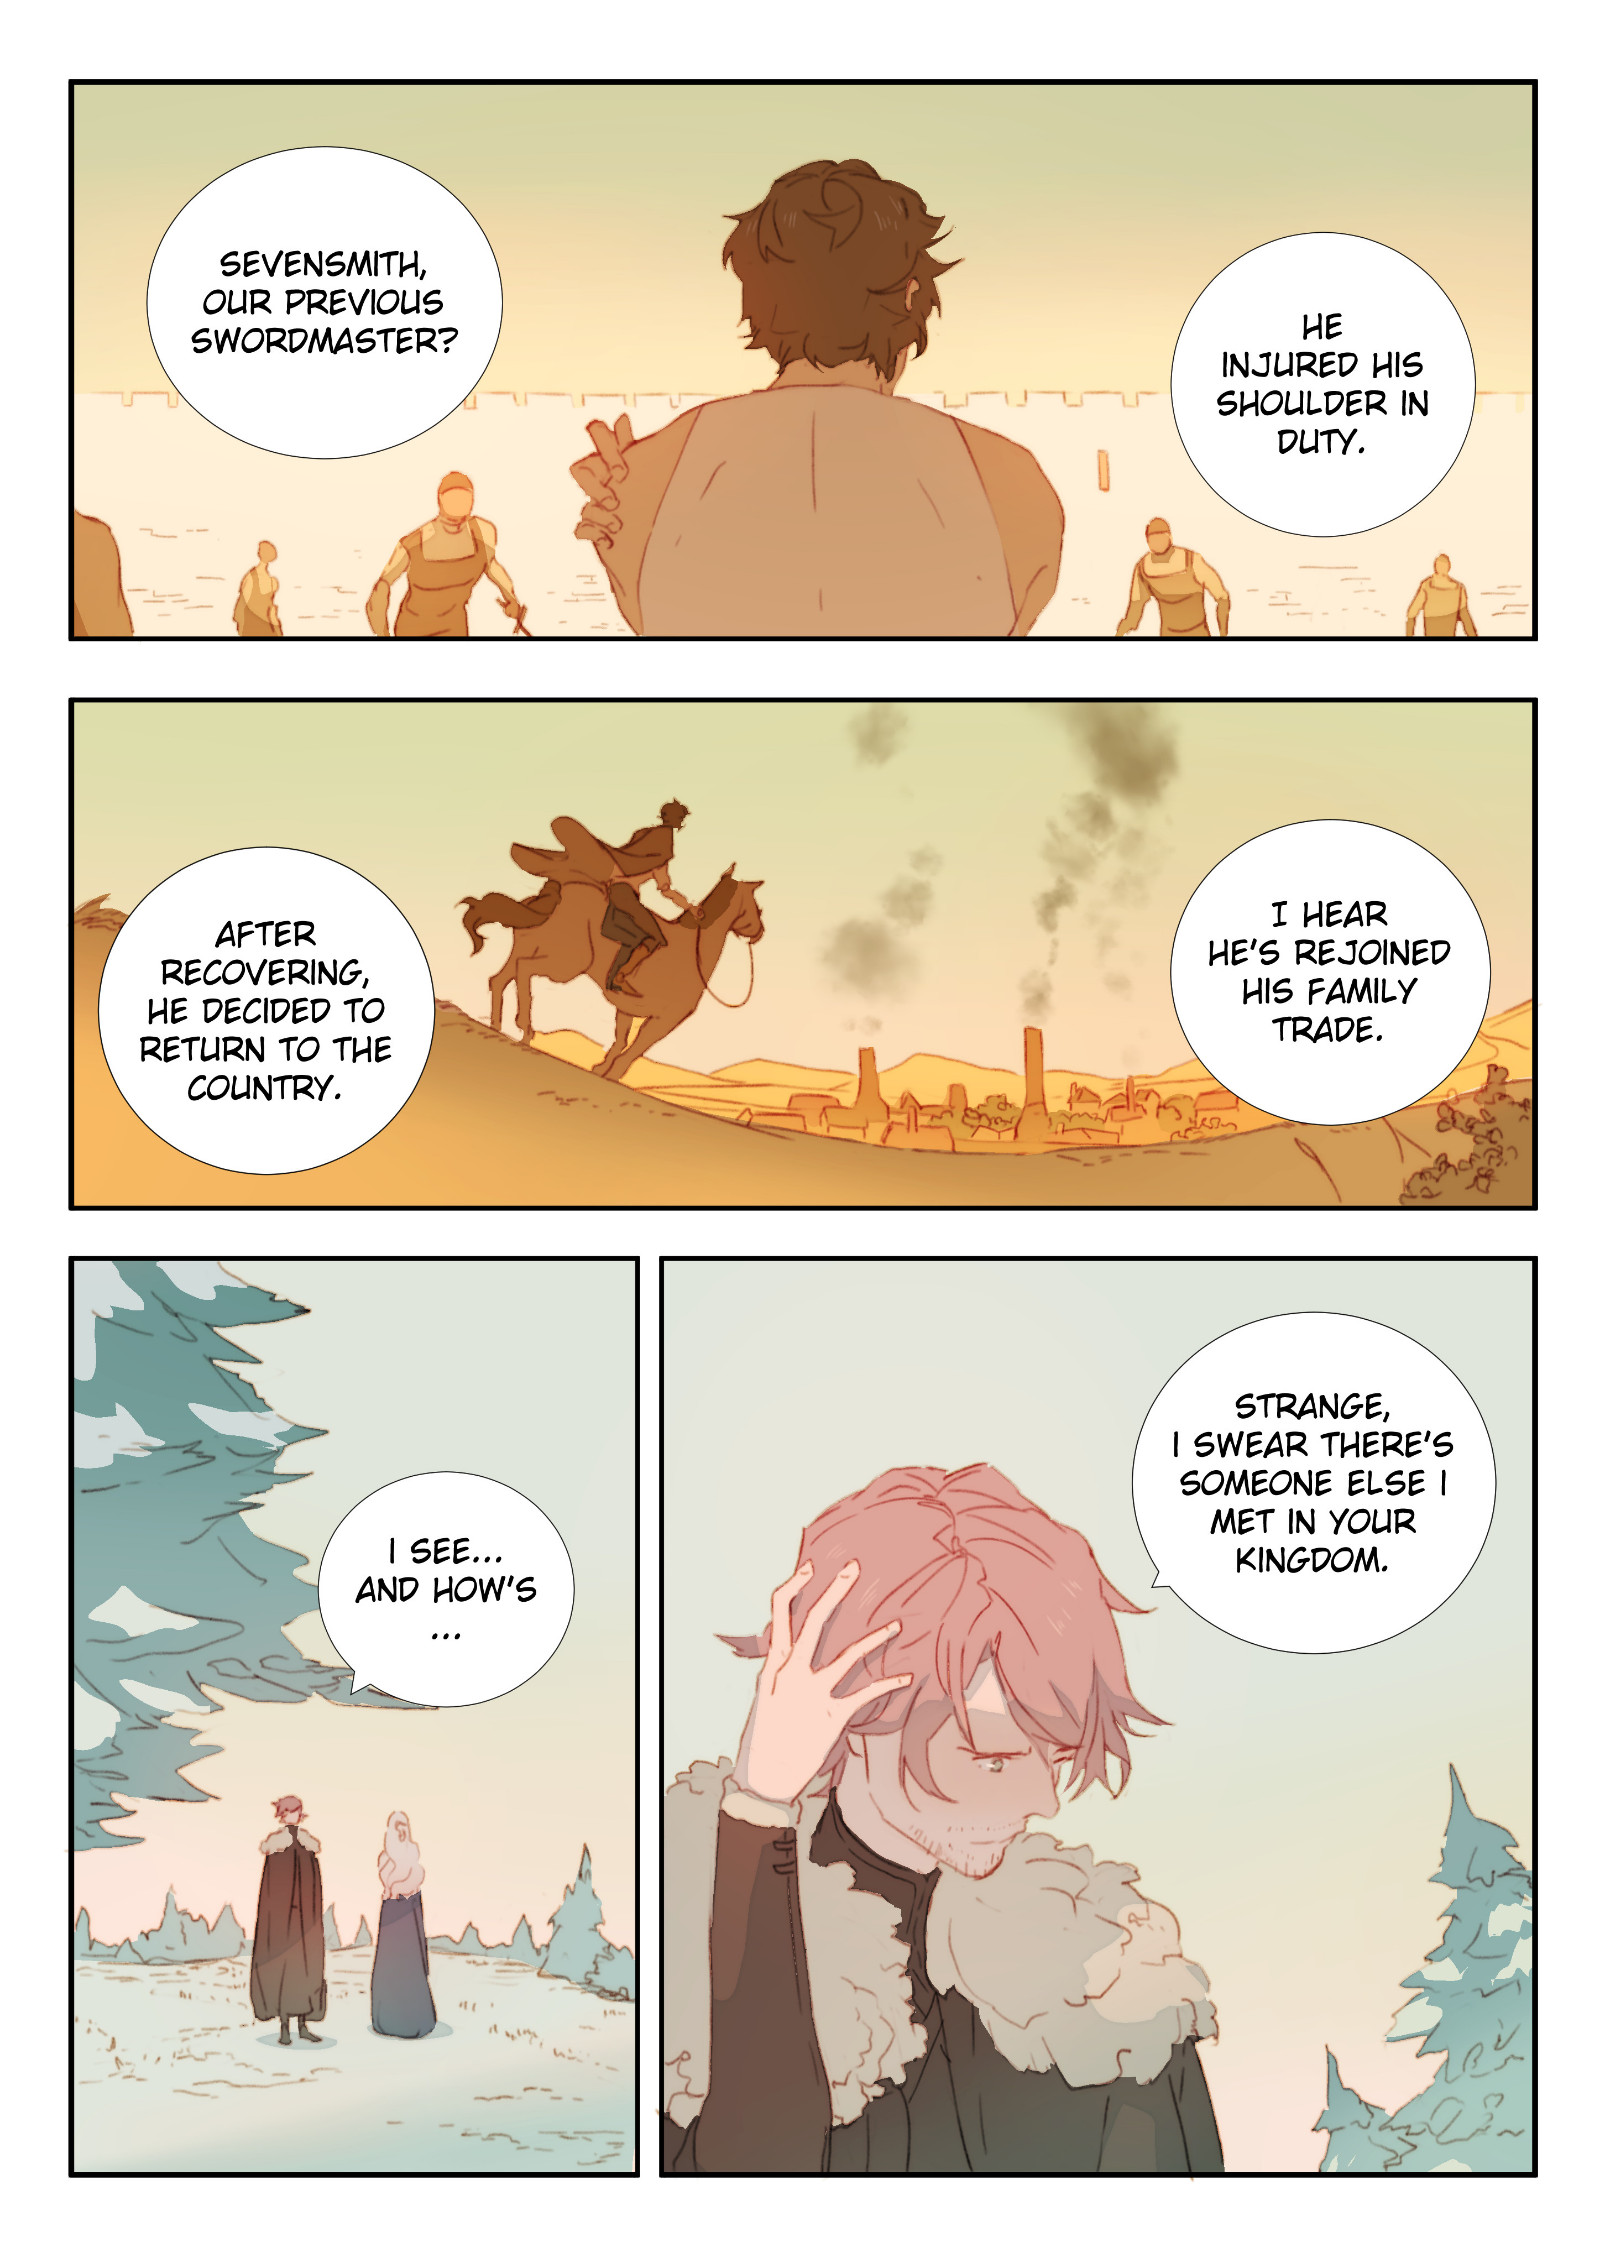 SEVENSMITH,
OUR PREVIOUS
SWORDMASTER?
HE
INJURED HIS
SHOULDER IN
DUTY.
AFTER
RECOVERING,
HE DECIDED TO
RETURN TO THE
COUNTRY.
I HEAR
HE'S REJOINED
HIS FAMILY
TRADE.
I SEE...
AND HOW'S
...
STRANGE,
I SWEAR THERE'S
SOMEONE ELSE I
MET IN YOUR
KINGDOM.